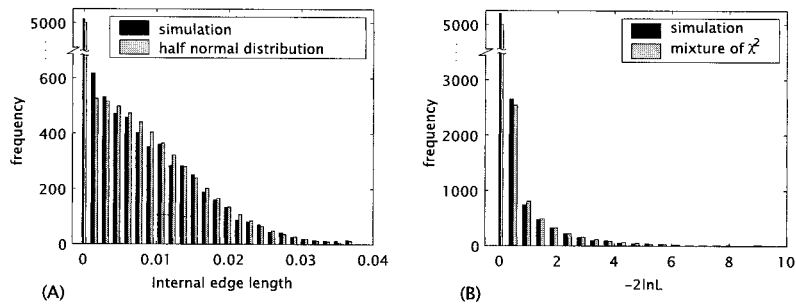 5000
simulation
half normal distribution
600
400
200
0
frequency
0
0.01
0.02
0.03
0.04
Internal edge length
(A)
5000
simulation
mixture of χ²
3000
2000
1000
0
frequency
0
2
4
6
8
10
-2lnL
(B)